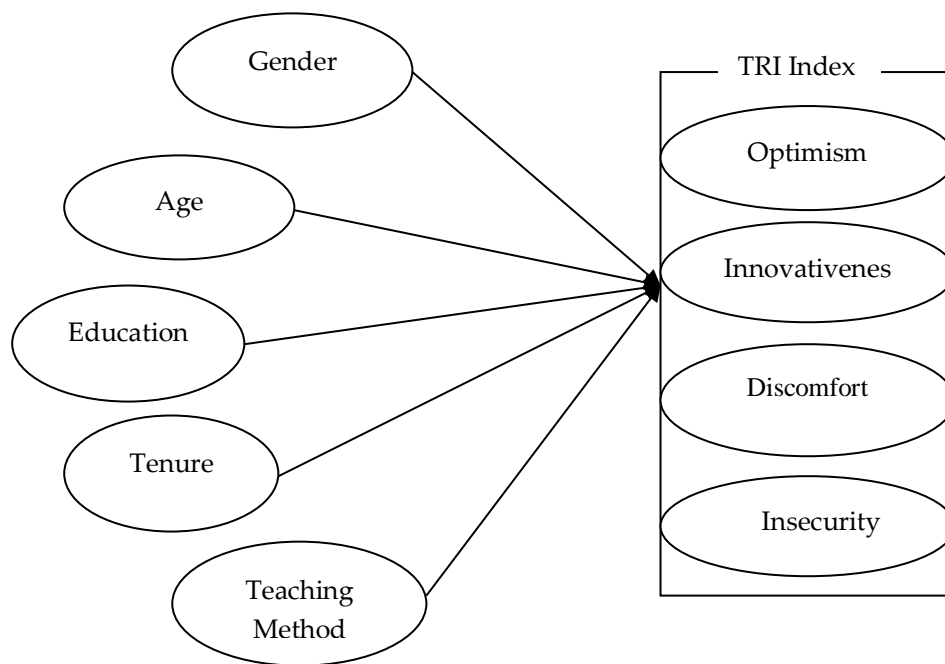 Gender
Age
Education
Tenure
Teaching
Method
TRI Index
Optimism
Innovativenes
Discomfort
Insecurity